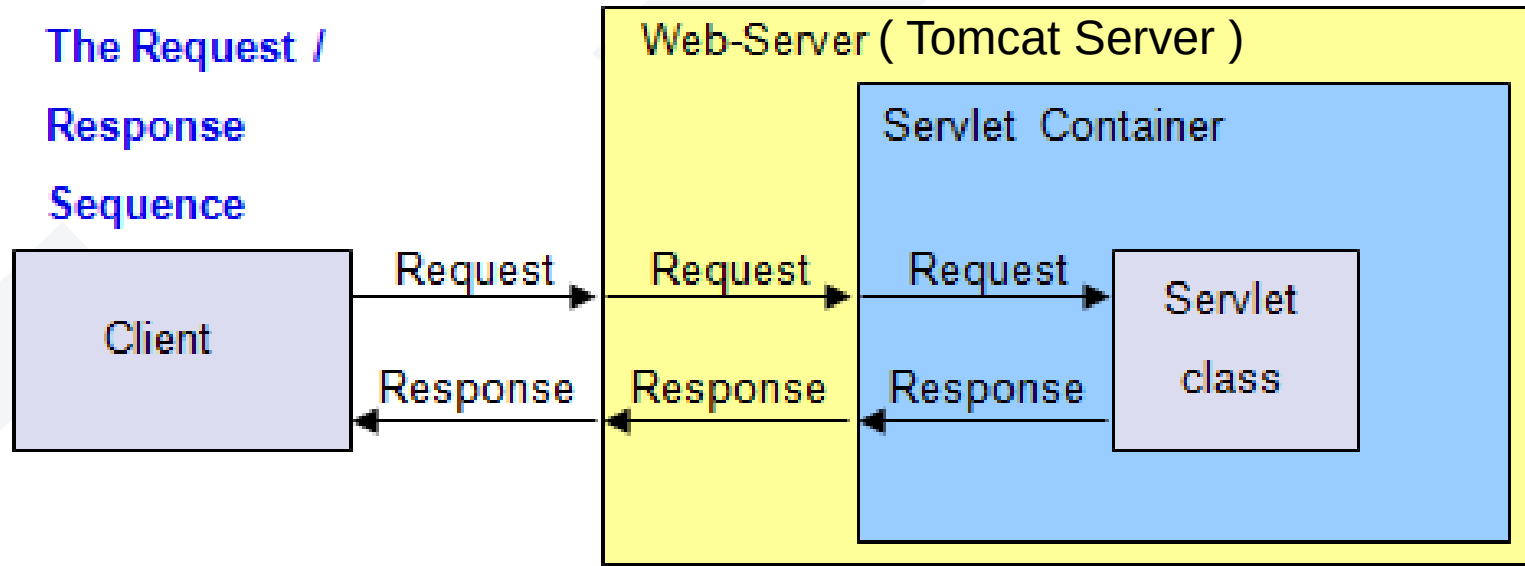 The Request /
Response
Sequence
Web-Server ( Tomcat Server )
Servlet Container
Request
Request
Request
Client
Servlet
class
Response
Response
Response